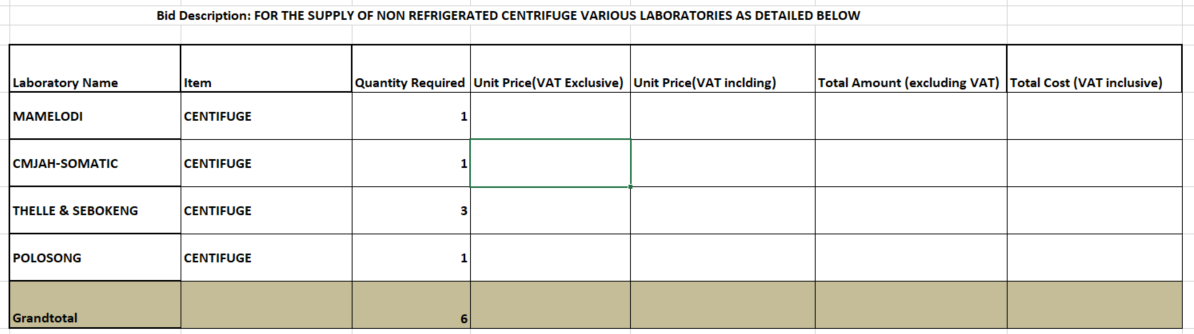 Bid Description: FOR THE SUPPLY OF NON REFRIGERATED CENTRIFUGE VARIOUS LABORATORIES AS DETAILED BELOW
Laboratory Name Item Quantity Required Unit Price(VAT Exclusive) Unit Price(VAT inclding) Total Amount (excluding VAT) Total Cost (VAT inclusive)
MAMELODI CENTIFUGE 1
CMJAH-SOMATIC CENTIFUGE 1
THELLE & SEBOKENG CENTIFUGE 3
POLOSONG CENTIFUGE 1
Grandtotal 6